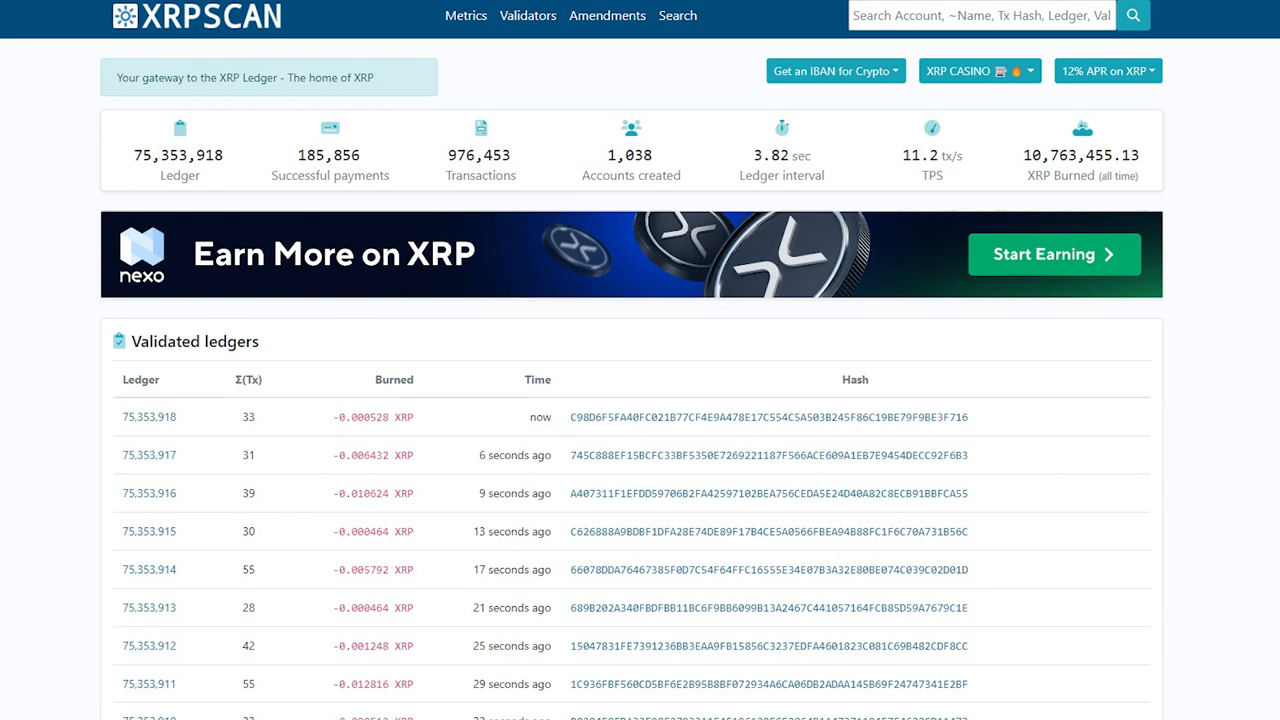 XRPSCAN
Metrics Validators Amendments Search
Search Account, ~Name, Tx Hash, Ledger, Val
Your gateway to the XRP Ledger - The home of XRP
Get an IBAN for Crypto
XRP CASINO 🎰 🔥
12% APR on XRP
75,353,918 185,856 976,453 1,038 3.82 sec 11.2 tx/s 10,763,455.13
Ledger Successful payments Transactions Accounts created Ledger interval TPS XRP Burned (all time)
nexo
Earn More on XRP
Start Earning
Validated ledgers
Ledger Σ(Tx) Burned Time Hash
75,353,918 33 -0.000528 XRP now C98D6F5FA40FC021B77CF4E9A478E17C554C5A503B245F86C19BE79F9BE3F716
75,353,917 31 -0.006432 XRP 6 seconds ago 745C888EF15BCFC33BF5350E7269221187F566ACE609A1EB7E9454DECC92F6B3
75,353,916 39 -0.010624 XRP 9 seconds ago A407311F1EFDD59706B2FA42597102BEA756CEDA5E24D40A82C8ECB91BBFCA55
75,353,915 30 -0.000464 XRP 13 seconds ago C626888A9BDBF1DFA28E74DE89F17B4CE5A0566FBEA94B88FC1F6C70A731B56C
75,353,914 55 -0.005792 XRP 17 seconds ago 66078DDA76467385F0D7C54F64FFC16555E34E07B3A32E80BE074C039C02D01D
75,353,913 28 -0.000464 XRP 21 seconds ago 689B202A340FBDFBB11BC6F9BB6099B13A2467C441057164FCB85D59A7679C1E
75,353,912 42 -0.001248 XRP 25 seconds ago 15047831FE7391236BB3EAA9FB15856C3237EDFA4601823C081C69B482CDF8CC
75,353,911 55 -0.012816 XRP 29 seconds ago 1C936FBF560CD5BF6E2B95B8BF072934A6CA06DB2ADAA145B69F24747341E2BF